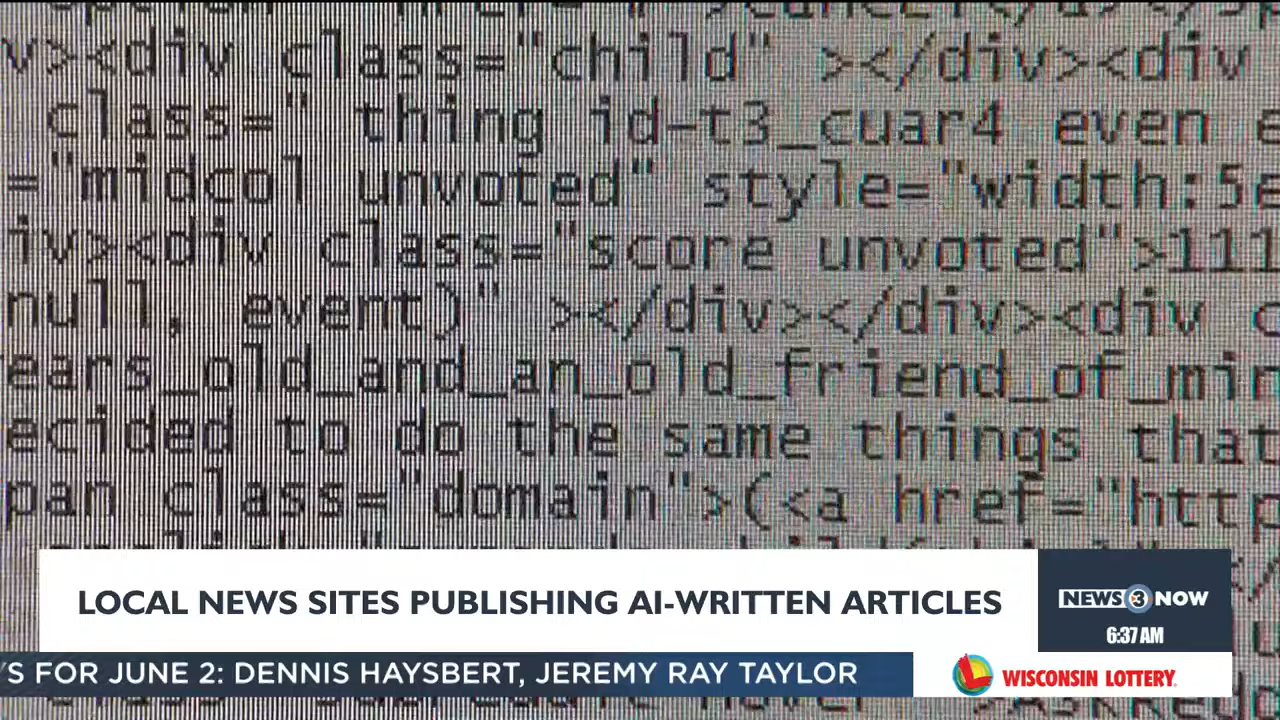 v><div class="child" ></div><div
class=" thing id-t3_cuar4 even
="midcol unvoted" style="width:5e
iv><div class="score unvoted">111
null, event)" ></div></div><div c
ears_old_and_an_old_friend_of_min
ecided to do the same things that
pan class="domain">(<a href="http
LOCAL NEWS SITES PUBLISHING AI-WRITTEN ARTICLES
NEWS 3 NOW
6:37 AM
'S FOR JUNE 2: DENNIS HAYSBERT, JEREMY RAY TAYLOR
WISCONSIN LOTTERY